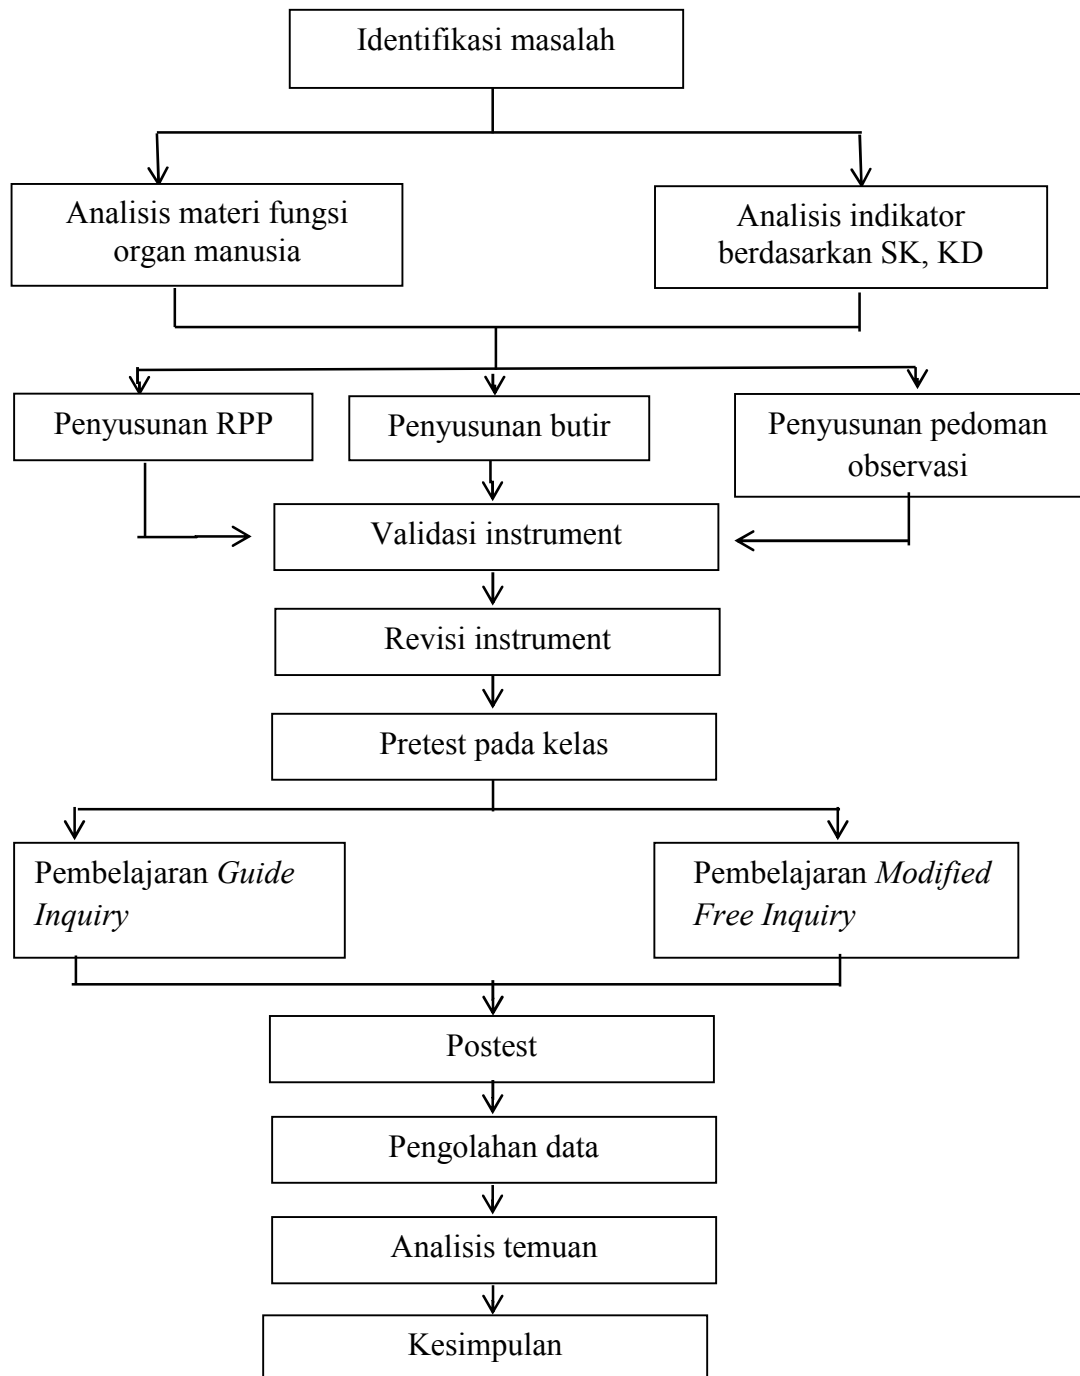 Identifikasi masalah
Analisis materi fungsi
organ manusia
Analisis indikator
berdasarkan SK, KD
Penyusunan RPP
Penyusunan butir
Penyusunan pedoman
observasi
Validasi instrument
Revisi instrument
Pretest pada kelas
Pembelajaran Guide
Inquiry
Pembelajaran Modified
Free Inquiry
Postest
Pengolahan data
Analisis temuan
Kesimpulan